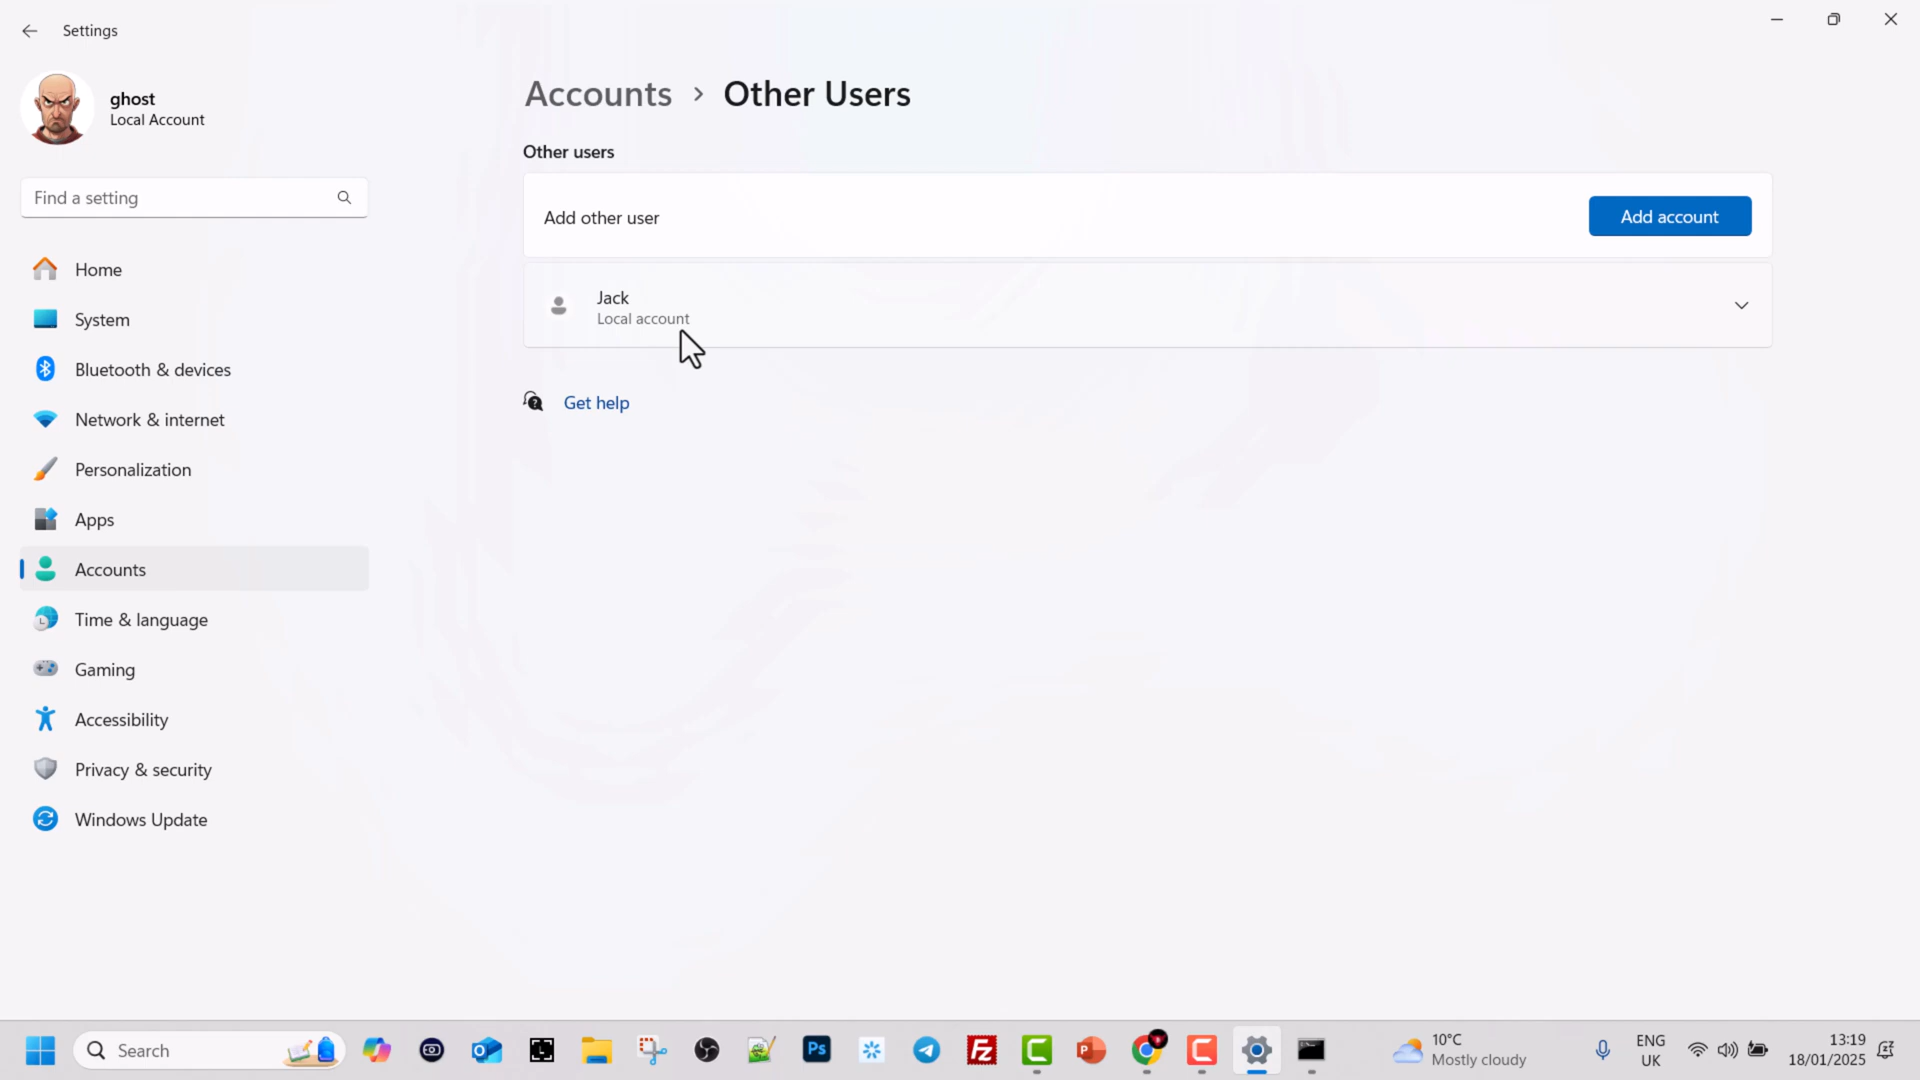 Settings
ghost
Local Account
Find a setting
Home
System
Bluetooth & devices
Network & internet
Personalization
Apps
Accounts
Time & language
Gaming
Accessibility
Privacy & security
Windows Update
Accounts > Other Users
Other users
Add other user
Add account
Jack
Local account
Get help
Search
Ps
10°C
Mostly cloudy
ENG
UK
13:19
18/01/2025